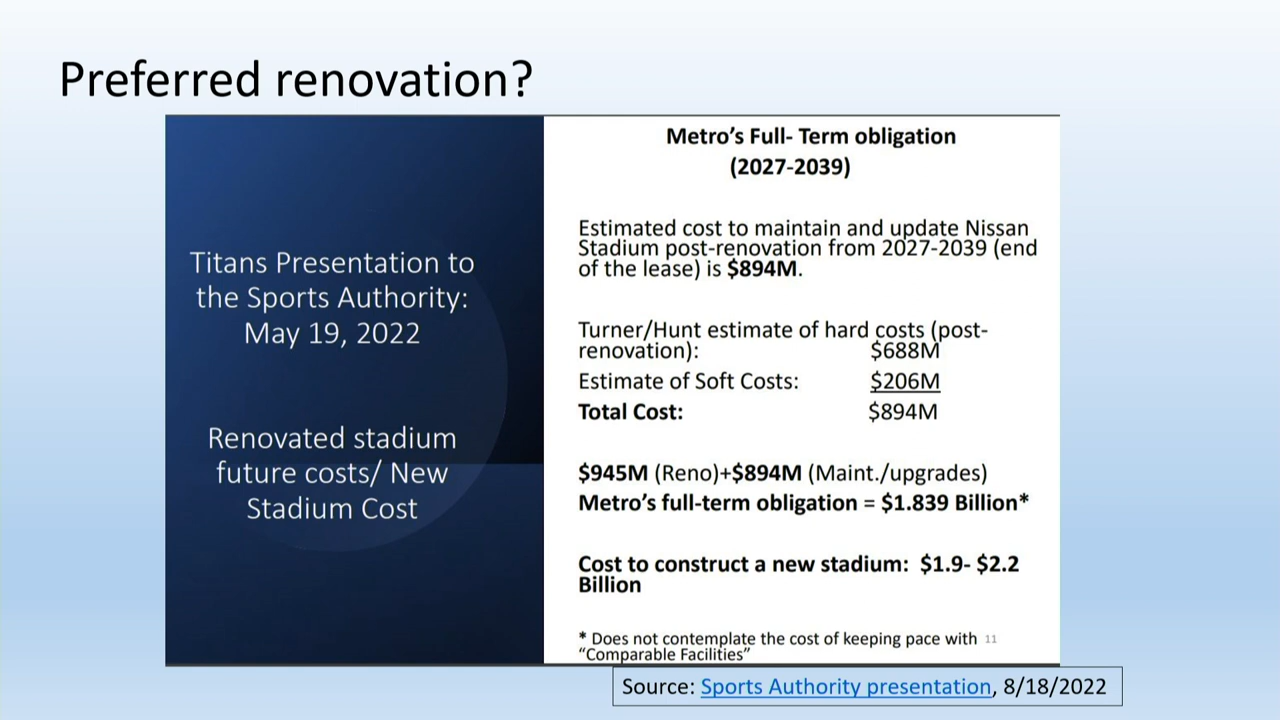 Preferred renovation?
Titans Presentation to
the Sports Authority:
May 19, 2022
Renovated stadium
future costs/ New
Stadium Cost
Metro’s Full- Term obligation
(2027-2039)
Estimated cost to maintain and update Nissan
Stadium post-renovation from 2027-2039 (end
of the lease) is $894M.
Turner/Hunt estimate of hard costs (post-
renovation): $688M
Estimate of Soft Costs: $206M
Total Cost: $894M
$945M (Reno)+$894M (Maint./upgrades)
Metro’s full-term obligation = $1.839 Billion*
Cost to construct a new stadium: $1.9- $2.2
Billion
* Does not contemplate the cost of keeping pace with 11
“Comparable Facilities”
Source: Sports Authority presentation, 8/18/2022